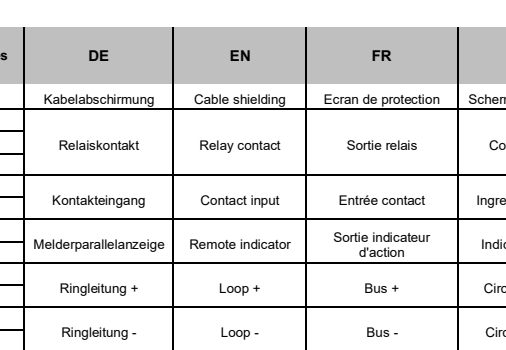 DE EN FR
Kabelabschirmung Cable shielding Ecran de protection
Relaiskontakt Relay contact Sortie relais
Kontakteingang Contact input Entrée contact
Melderparallelanzeige Remote indicator Sortie indicateur
d'action
Ringleitung + Loop + Bus +
Ringleitung - Loop - Bus -